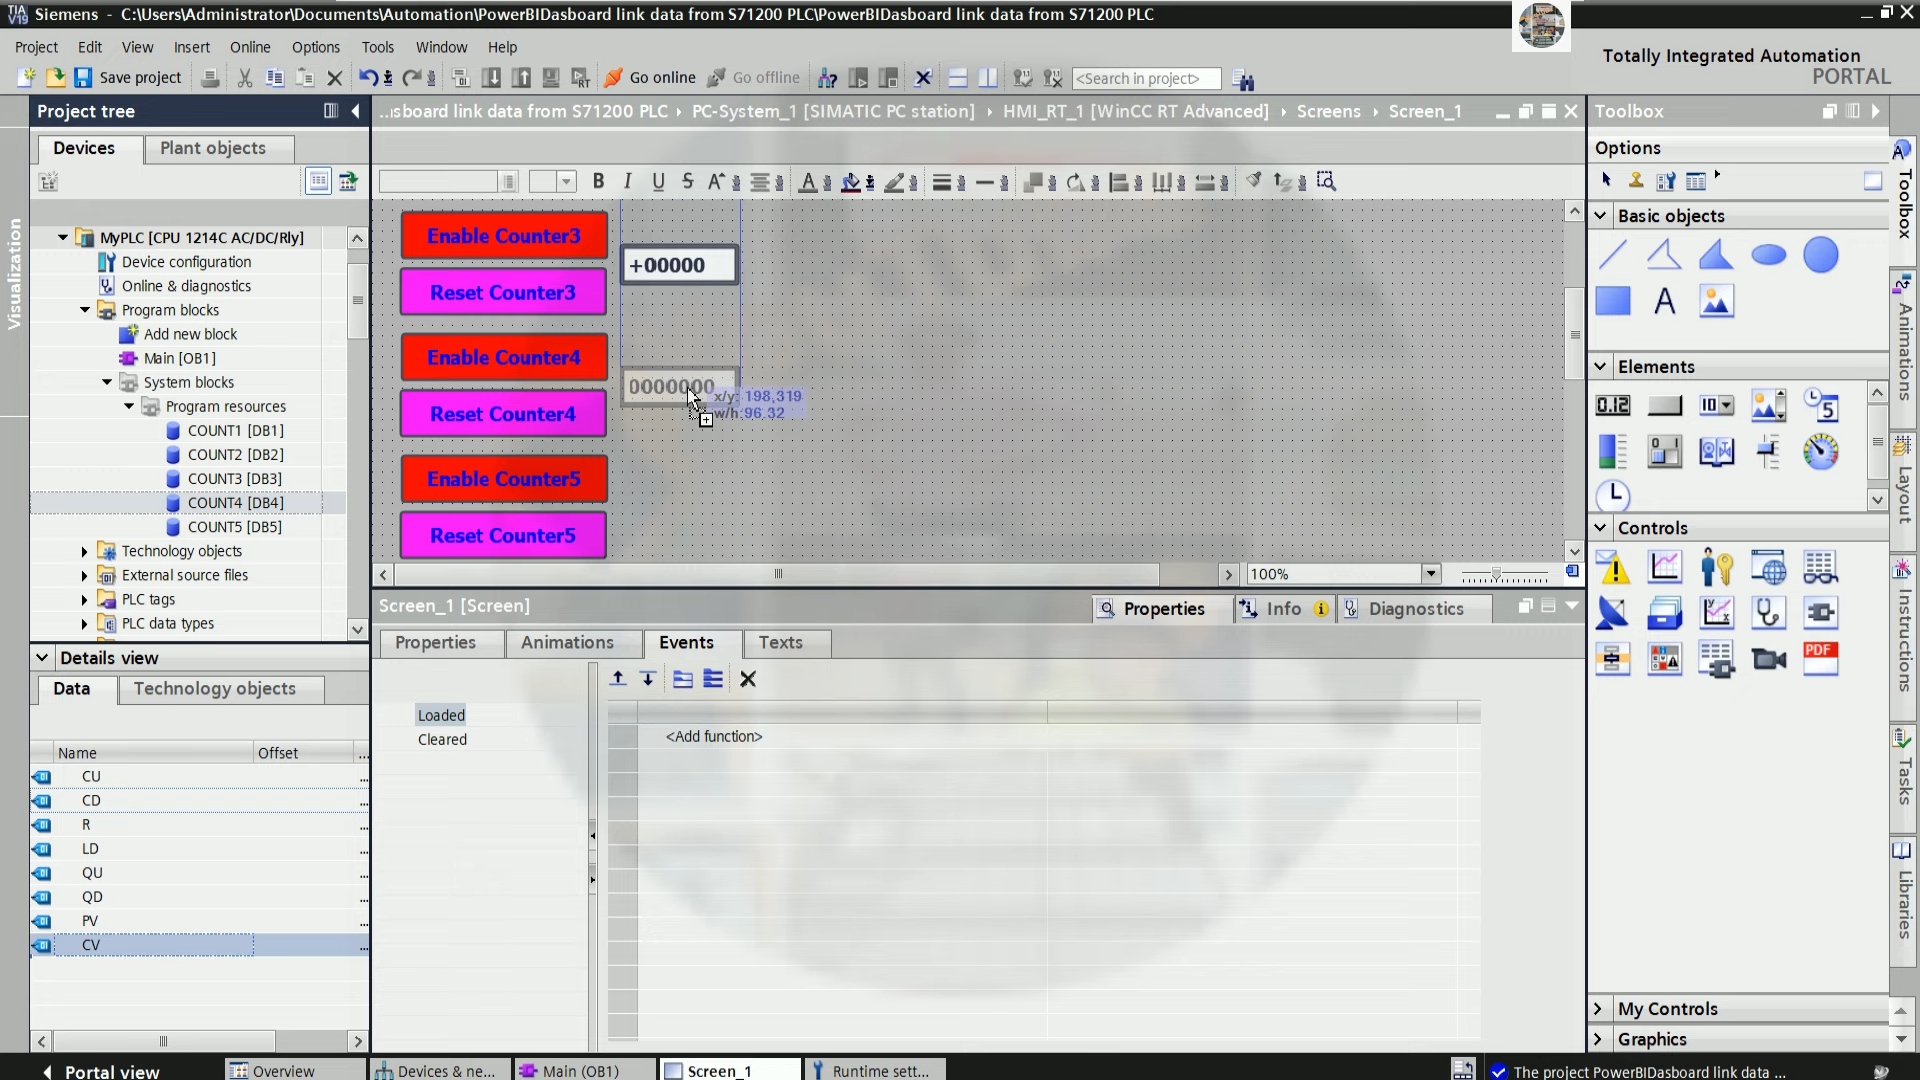 TIA
V19
Siemens  -  C:\Users\Administrator\Documents\Automation\PowerBIDasboard link data from S71200 PLC\PowerBIDasboard link data from S71200 PLC
Project Edit View Insert Online Options Tools Window Help
Totally Integrated Automation
PORTAL
Save project
RT
Go online
Go offline
<Search in project>
Project tree
...ısboard link data from S71200 PLC › PC-System_1 [SIMATIC PC station] › HMI_RT_1 [WinCC RT Advanced] › Screens › Screen_1
Toolbox
Devices
Plant objects
Options
B I U S A A
Visualization
MyPLC [CPU 1214C AC/DC/Rly]
Device configuration
Online & diagnostics
Program blocks
Add new block
Main [OB1]
System blocks
Program resources
COUNT1 [DB1]
COUNT2 [DB2]
COUNT3 [DB3]
COUNT4 [DB4]
COUNT5 [DB5]
Technology objects
External source files
PLC tags
PLC data types
Enable Counter3
+00000
Reset Counter3
Enable Counter4
0000000
x/y: 198,319
w/h:96.32
Reset Counter4
Enable Counter5
Reset Counter5
100%
Basic objects
A
Elements
0.12
10
5
Controls
PDF
My Controls
Graphics
Toolbox
Animations
Layout
Instructions
Tasks
Libraries
Screen_1 [Screen]
Properties
Info
Diagnostics
Properties
Animations
Events
Texts
Loaded
Cleared
<Add function>
Details view
Data
Technology objects
Name
Offset
...
CU ...
CD ...
R ...
LD ...
QU ...
QD ...
PV ...
CV ...
Portal view
Overview
Devices & ne...
Main (OB1)
Screen_1
Runtime sett...
The project PowerBIDasboard link data ...